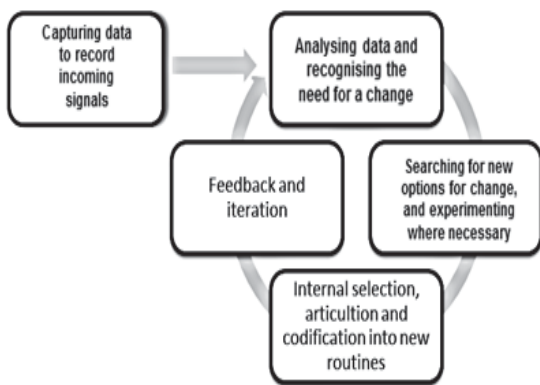 Capturing data
to record
incoming
signals
Analysing data and
recognising the
need for a change
Searching for new
options for change,
and experimenting
where necessary
Internal selection,
articultion and
codification into new
routines
Feedback and
iteration